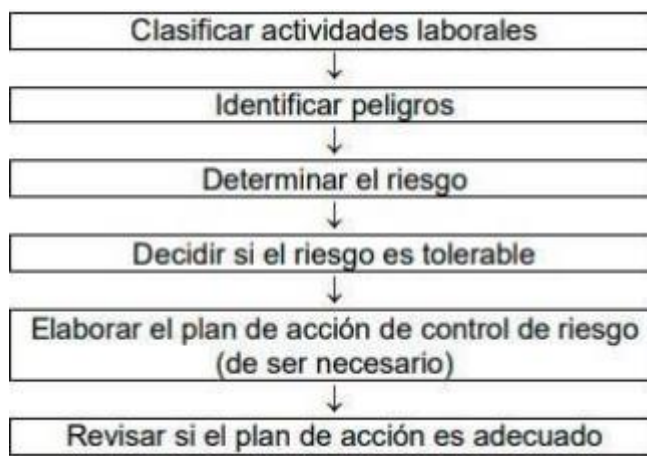 Clasificar actividades laborales
↓
Identificar peligros
↓
Determinar el riesgo
↓
Decidir si el riesgo es tolerable
↓
Elaborar el plan de acción de control de riesgo
(de ser necesario)
↓
Revisar si el plan de acción es adecuado